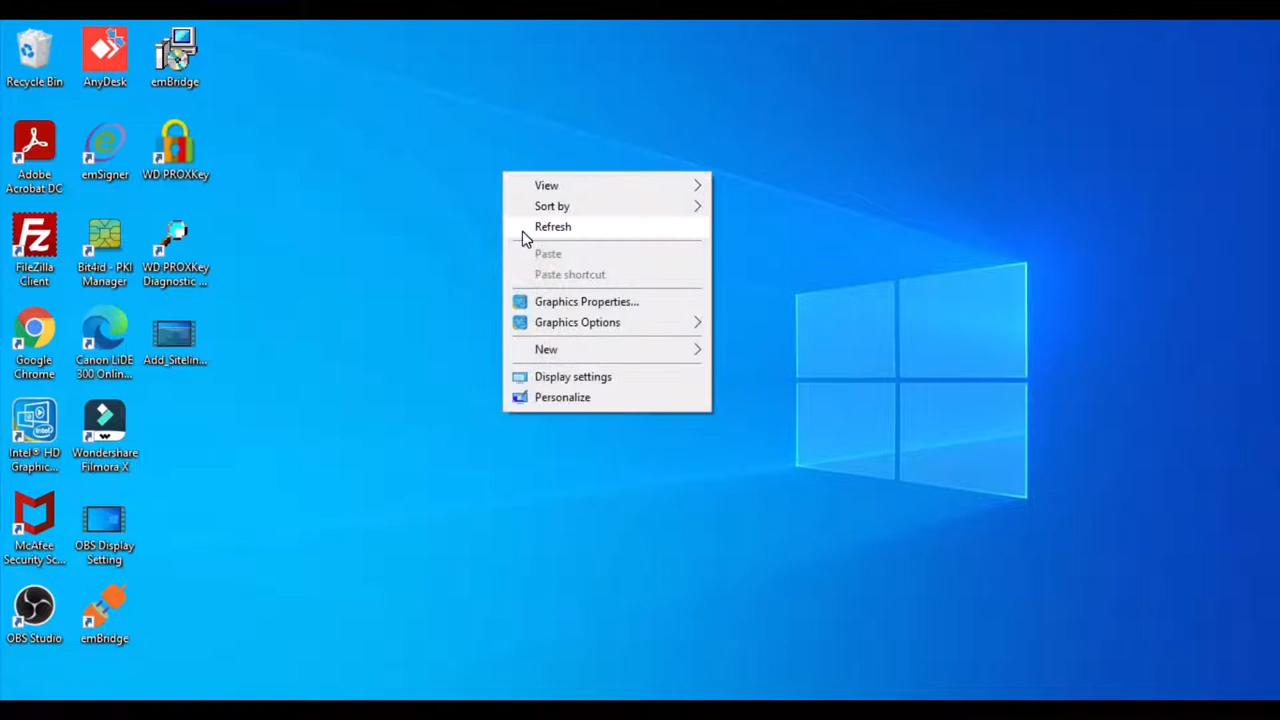 Recycle Bin
AnyDesk
emBridge
Adobe
Acrobat DC
emSigner
WD PROXKey
FileZilla
Client
Bit4id - PKI
Manager
WD PROXKey
Diagnostic ...
Google
Chrome
Canon LiDE
300 Onlin...
Add_Sitelin...
Intel® HD
Graphic...
Wondershare
Filmora X
McAfee
Security Sc...
OBS Display
Setting
OBS Studio
emBridge
View
Sort by
Refresh
Paste
Paste shortcut
Graphics Properties...
Graphics Options
New
Display settings
Personalize